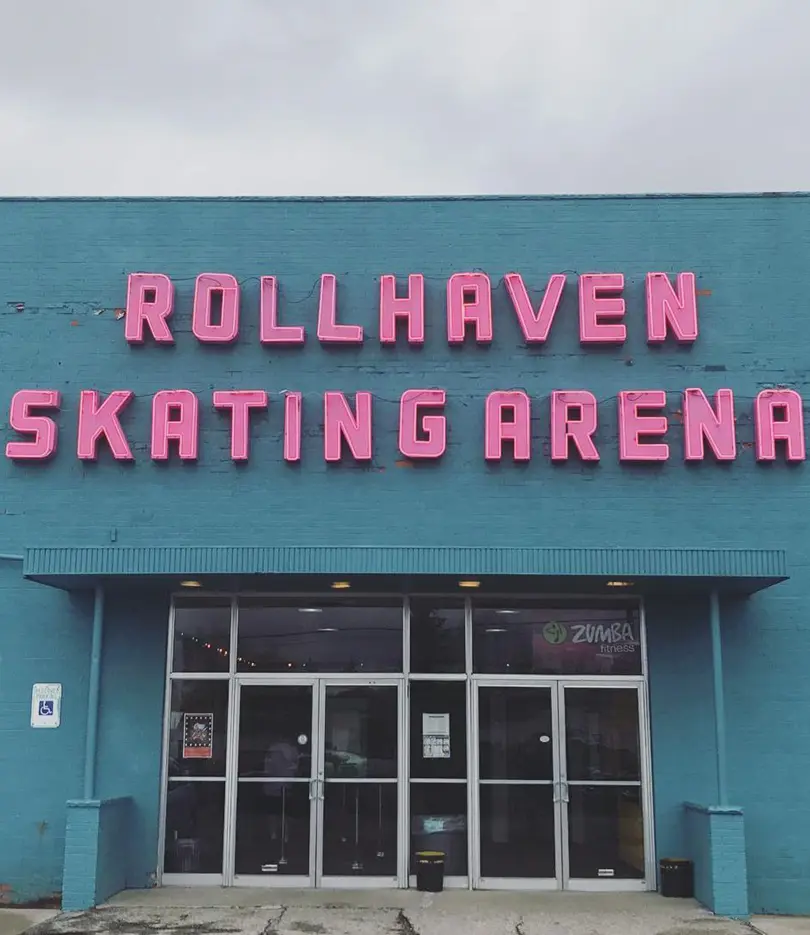 ROLLHAVEN
SKATING ARENA
ZUMBA
fitness